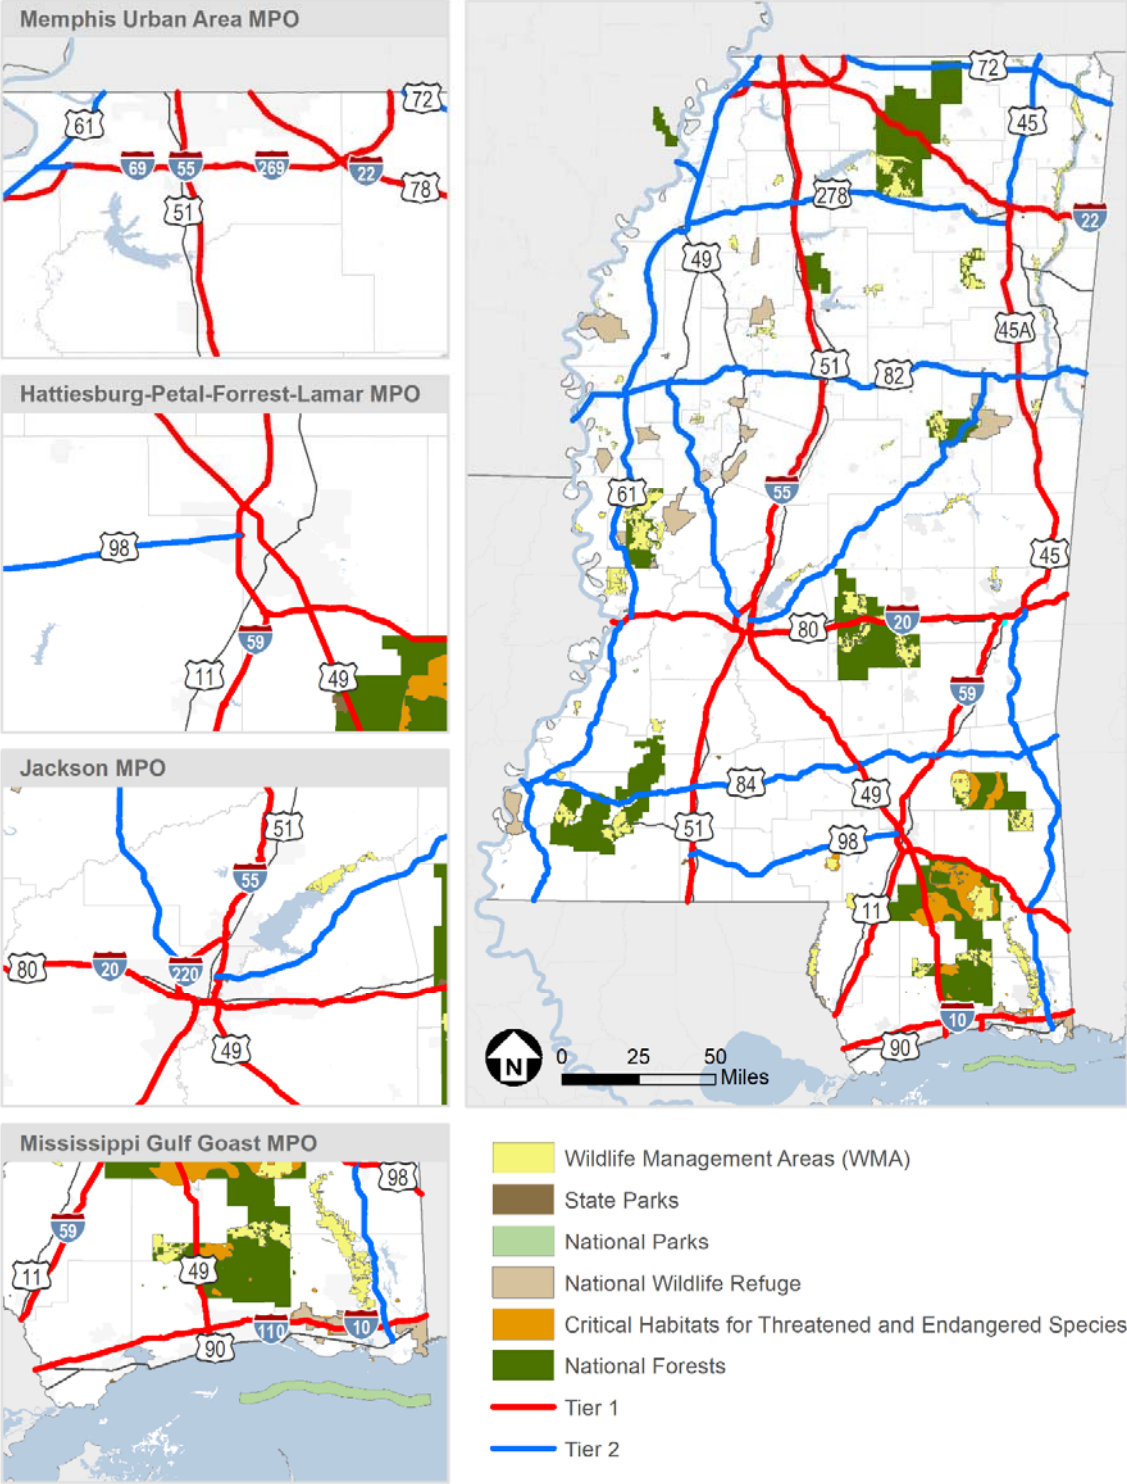 Memphis Urban Area MPO
72
61
69
55
269
22
78
51
Hattiesburg-Petal-Forrest-Lamar MPO
98
59
11
49
Jackson MPO
51
55
80
20
220
49
Mississippi Gulf Goast MPO
98
59
11
49
110
10
90
72
45
278
22
49
45A
51
82
61
55
45
80
20
59
84
49
51
98
11
10
90
N
0 25 50
Miles
Wildlife Management Areas (WMA)
State Parks
National Parks
National Wildlife Refuge
Critical Habitats for Threatened and Endangered Species
National Forests
Tier 1
Tier 2